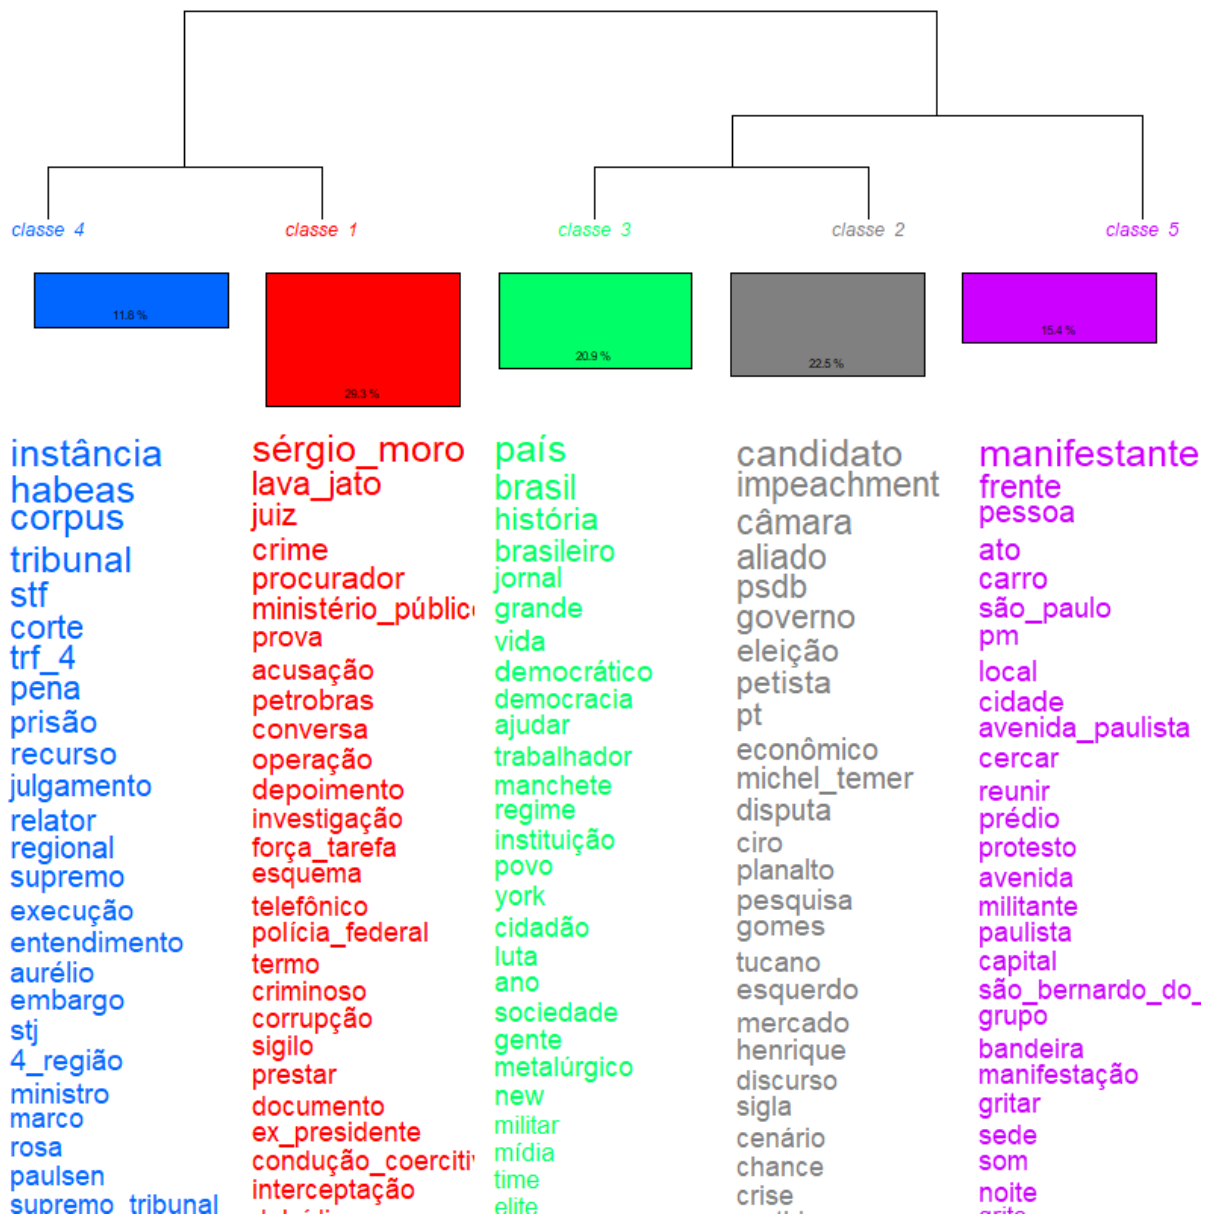 classe 4
classe 1
classe 3
classe 2
classe 5
11.8 %
29.3 %
20.9 %
22.5 %
15.4 %
instância
habeas
corpus
tribunal
stf
corte
trf_4
pena
prisão
recurso
julgamento
relator
regional
supremo
execução
entendimento
aurélio
embargo
stj
4_região
ministro
marco
rosa
paulsen
supremo_tribunal
sérgio_moro
lava_jato
juiz
crime
procurador
ministério_públic
prova
acusação
petrobras
conversa
operação
depoimento
investigação
força_tarefa
esquema
telefônico
polícia_federal
termo
criminoso
corrupção
sigilo
prestar
documento
ex_presidente
condução_coerciti
interceptação
país
brasil
história
brasileiro
jornal
grande
vida
democrático
democracia
ajudar
trabalhador
manchete
regime
instituição
povo
york
cidadão
luta
ano
sociedade
gente
metalúrgico
new
militar
mídia
time
elite
candidato
impeachment
câmara
aliado
psdb
governo
eleição
petista
pt
econômico
michel_temer
disputa
ciro
planalto
pesquisa
gomes
tucano
esquerdo
mercado
henrique
discurso
sigla
cenário
chance
crise
manifestante
frente
pessoa
ato
carro
são_paulo
pm
local
cidade
avenida_paulista
cercar
reunir
prédio
protesto
avenida
militante
paulista
capital
são_bernardo_do_
grupo
bandeira
manifestação
gritar
sede
som
noite